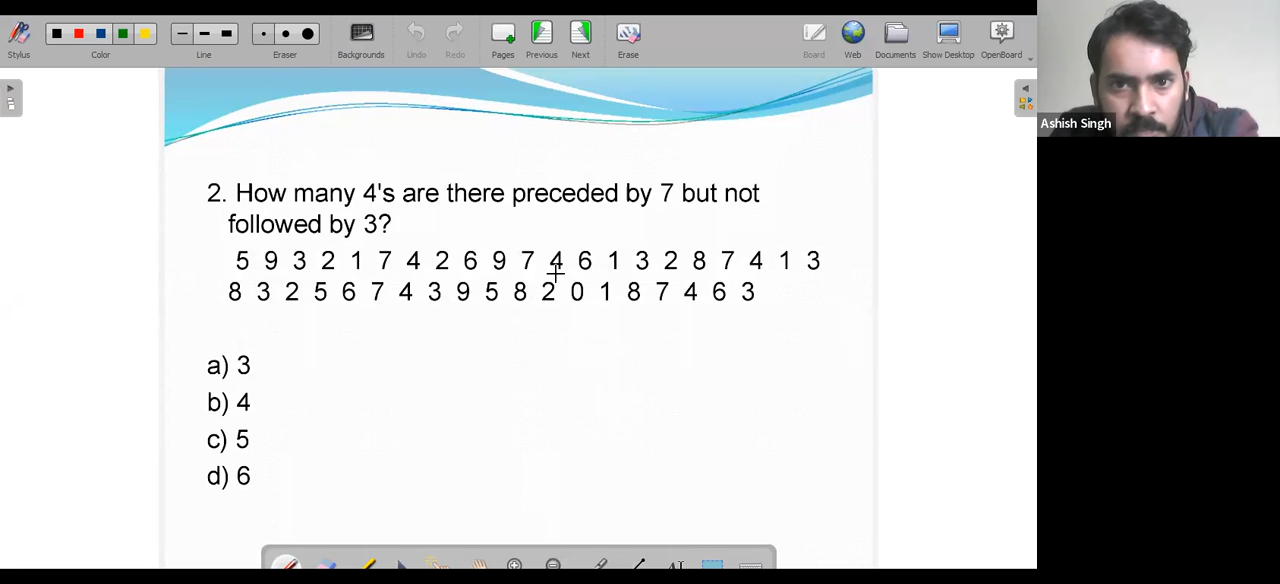 Stylus
Color
Line
Eraser
Backgrounds
Undo
Redo
Pages
Previous
Next
Erase
Board
Web
Documents
Show Desktop
OpenBoard
Ashish Singh
2. How many 4's are there preceded by 7 but not
followed by 3?
5 9 3 2 1 7 4 2 6 9 7 4 6 1 3 2 8 7 4 1 3
8 3 2 5 6 7 4 3 9 5 8 2 0 1 8 7 4 6 3
a) 3
b) 4
c) 5
d) 6